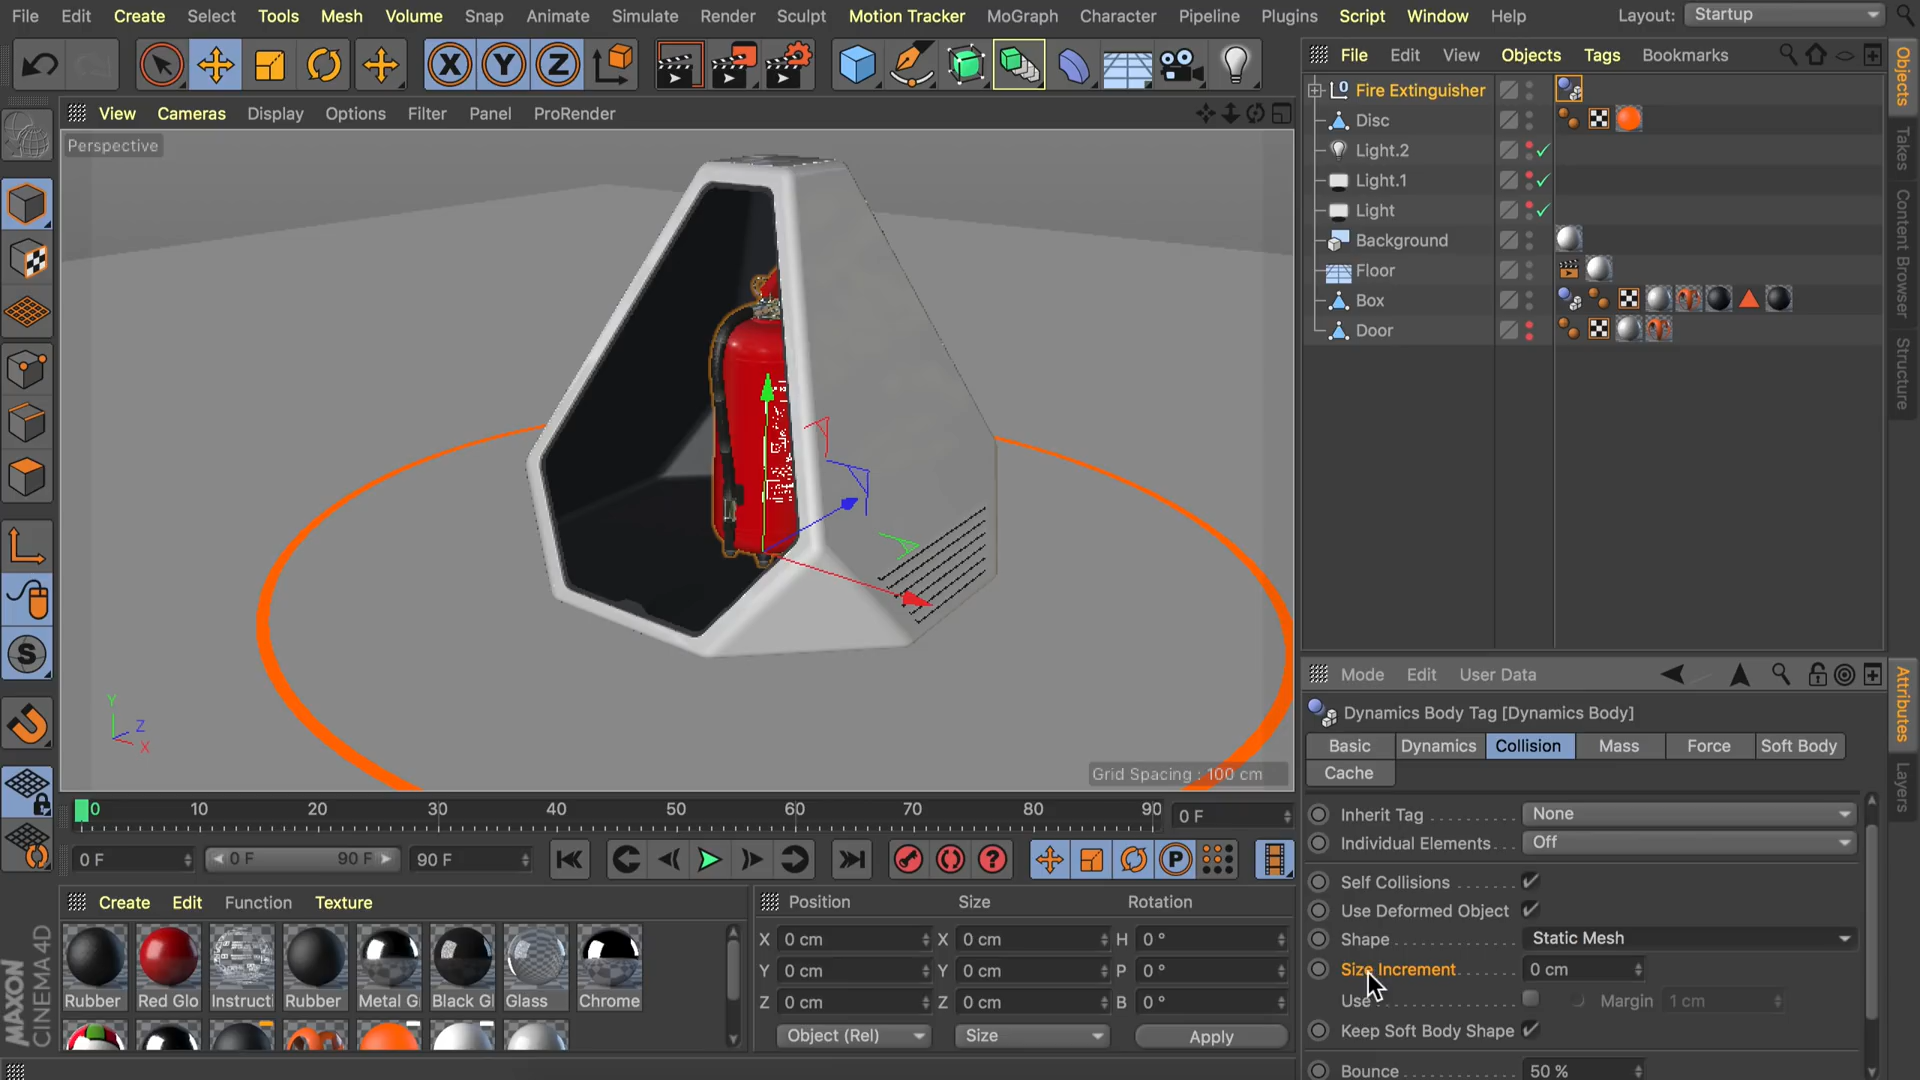 File Edit Create Select Tools Mesh Volume Snap Animate Simulate Render Sculpt Motion Tracker MoGraph Character Pipeline Plugins Script Window Help Layout: Startup
X Y Z
File Edit View Objects Tags Bookmarks
View Cameras Display Options Filter Panel ProRender
Perspective
Fire Extinguisher
Disc
Light.2
Light.1
Light
Background
Floor
Box
Door
Objects
Takes
Content Browser
Structure
Y
Z
X
Grid Spacing : 100 cm
Mode Edit User Data
Dynamics Body Tag [Dynamics Body]
Basic Dynamics Collision Mass Force Soft Body
Cache
Inherit Tag None
Individual Elements Off
Self Collisions
Use Deformed Object
Shape Static Mesh
Size Increment 0 cm
Use Margin 1 cm
Keep Soft Body Shape
Bounce 50 %
Attributes
Layers
0 10 20 30 40 50 60 70 80 90 0 F
0 F 0 F 90 F 90 F
Create Edit Function Texture
Rubber Red Glo Instructi Rubber Metal G Black Gl Glass Chrome
Position Size Rotation
X 0 cm X 0 cm H 0 °
Y 0 cm Y 0 cm P 0 °
Z 0 cm Z 0 cm B 0 °
Object (Rel) Size Apply
MAXON
CINEMA4D